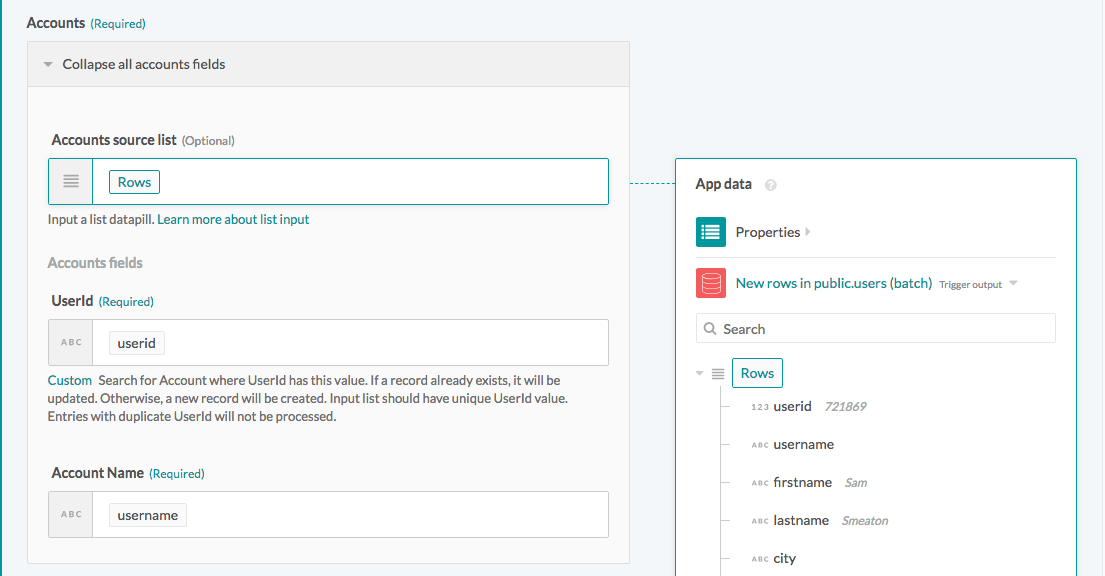 Accounts (Required)
Collapse all accounts fields
Accounts source list (Optional)
Rows
Input a list datapill. Learn more about list input
Accounts fields
UserId (Required)
ABC userid
Custom Search for Account where UserId has this value. If a record already exists, it will be
updated. Otherwise, a new record will be created. Input list should have unique UserId value.
Entries with duplicate UserId will not be processed.
Account Name (Required)
ABC username
App data ?
Properties
New rows in public.users (batch) Trigger output
Search
Rows
123 userid 721869
ABC username
ABC firstname Sam
ABC lastname Smeaton
ABC city